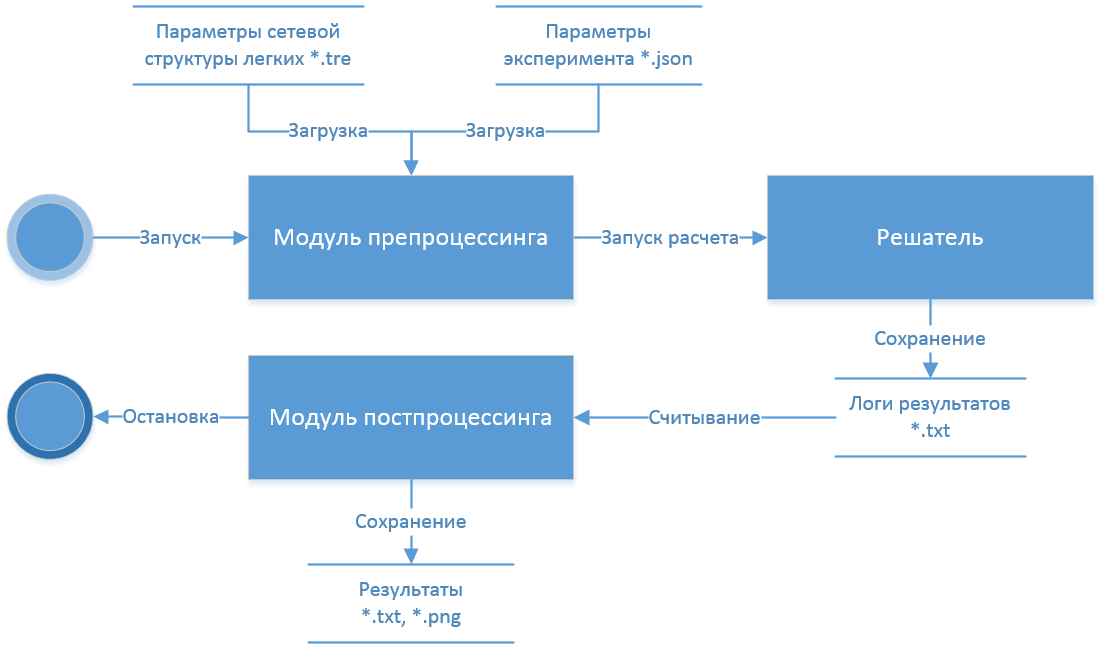 Параметры сетевой
структуры легких *.tre
Параметры
эксперимента *.json
Загрузка
Загрузка
Запуск
Модуль препроцессинга
Запуск расчета
Решатель
Сохранение
Логи результатов
*.txt
Считывание
Модуль постпроцессинга
Остановка
Сохранение
Результаты
*.txt, *.png